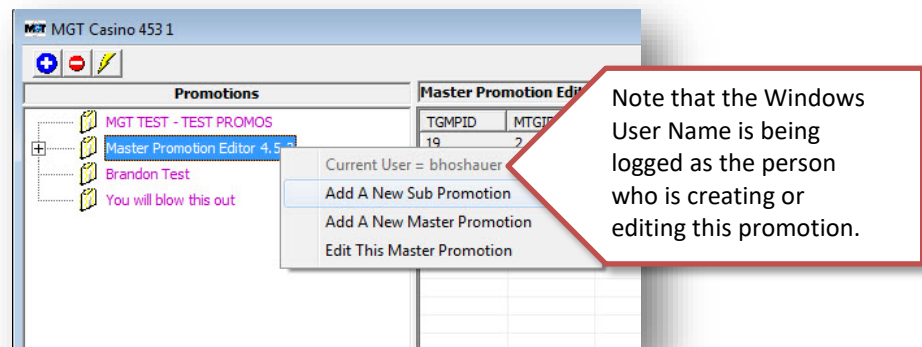 MGT MGT Casino 453 1
Promotions
Master Promotion Edi
MGT TEST - TEST PROMOS
Master Promotion Editor 4.5.2
Brandon Test
You will blow this out
TGMPID
19
2
Current User = bhoshauer
Add A New Sub Promotion
Add A New Master Promotion
Edit This Master Promotion
Note that the Windows
User Name is being
logged as the person
who is creating or
editing this promotion.